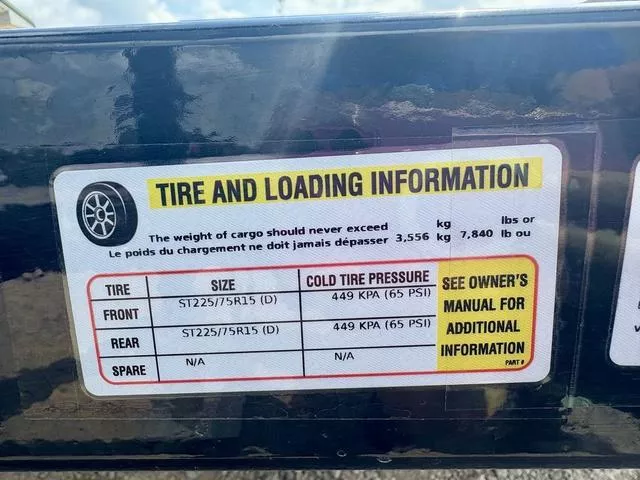 TIRE AND LOADING INFORMATION
The weight of cargo should never exceed kg lbs or
Le poids du chargement ne doit jamais dépasser 3,556 kg 7,840 lb ou
TIRE SIZE COLD TIRE PRESSURE
FRONT ST225/75R15 (D) 449 KPA (65 PSI)
REAR ST225/75R15 (D) 449 KPA (65 PSI)
SPARE N/A N/A
SEE OWNER'S
MANUAL FOR
ADDITIONAL
INFORMATION
PART #